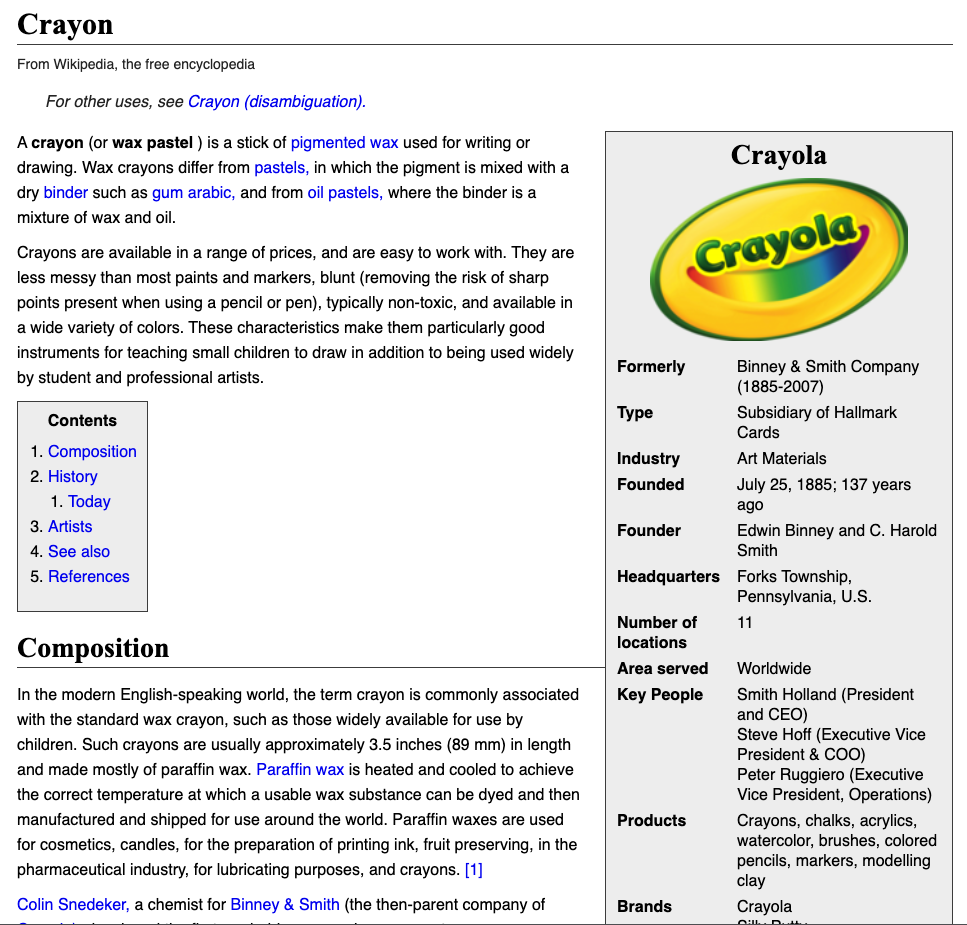 Crayon
From Wikipedia, the free encyclopedia
For other uses, see Crayon (disambiguation).
A crayon (or wax pastel ) is a stick of pigmented wax used for writing or
drawing. Wax crayons differ from pastels, in which the pigment is mixed with a
dry binder such as gum arabic, and from oil pastels, where the binder is a
mixture of wax and oil.
Crayons are available in a range of prices, and are easy to work with. They are
less messy than most paints and markers, blunt (removing the risk of sharp
points present when using a pencil or pen), typically non-toxic, and available in
a wide variety of colors. These characteristics make them particularly good
instruments for teaching small children to draw in addition to being used widely
by student and professional artists.
Contents
1. Composition
2. History
1. Today
3. Artists
4. See also
5. References
Composition
In the modern English-speaking world, the term crayon is commonly associated
with the standard wax crayon, such as those widely available for use by
children. Such crayons are usually approximately 3.5 inches (89 mm) in length
and made mostly of paraffin wax. Paraffin wax is heated and cooled to achieve
the correct temperature at which a usable wax substance can be dyed and then
manufactured and shipped for use around the world. Paraffin waxes are used
for cosmetics, candles, for the preparation of printing ink, fruit preserving, in the
pharmaceutical industry, for lubricating purposes, and crayons. [1]
Colin Snedeker, a chemist for Binney & Smith (the then-parent company of
Crayola
Crayola
Formerly Binney & Smith Company
(1885-2007)
Type Subsidiary of Hallmark
Cards
Industry Art Materials
Founded July 25, 1885; 137 years
ago
Founder Edwin Binney and C. Harold
Smith
Headquarters Forks Township,
Pennsylvania, U.S.
Number of 11
locations
Area served Worldwide
Key People Smith Holland (President
and CEO)
Steve Hoff (Executive Vice
President & COO)
Peter Ruggiero (Executive
Vice President, Operations)
Products Crayons, chalks, acrylics,
watercolor, brushes, colored
pencils, markers, modelling
clay
Brands Crayola